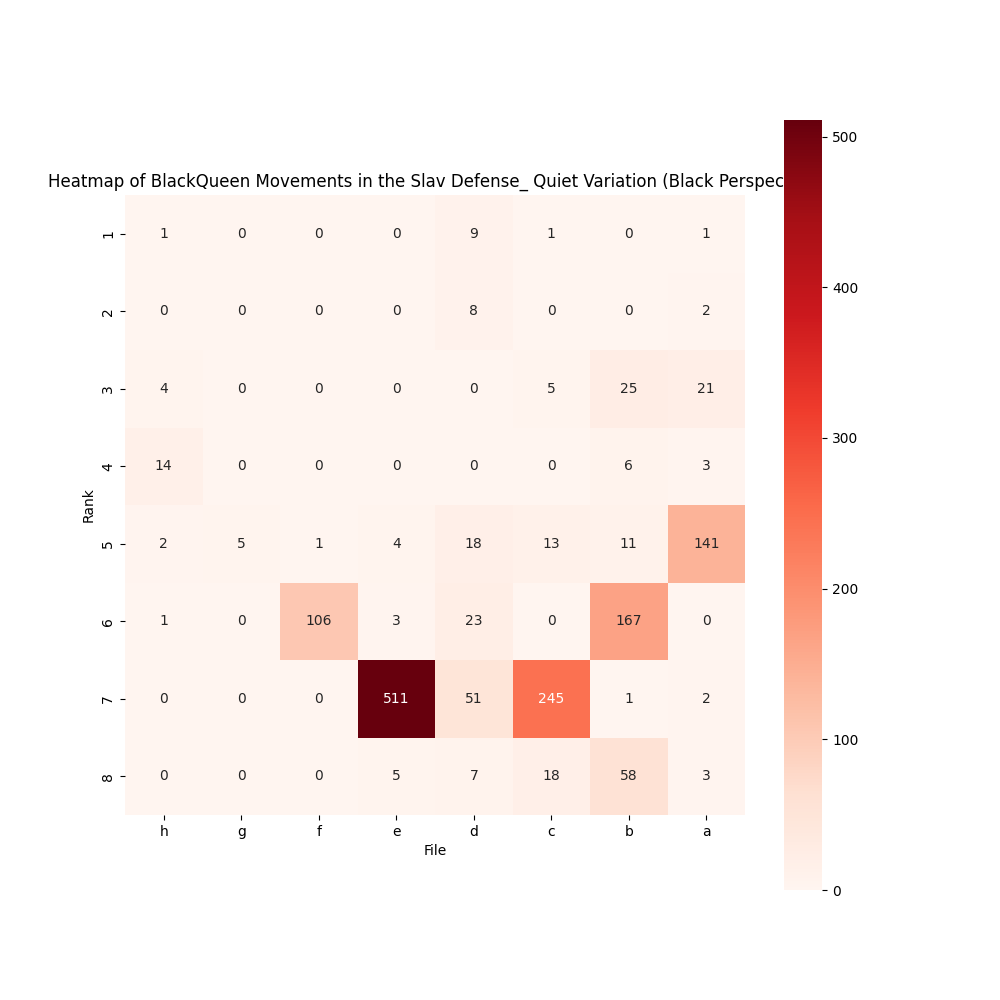 Heatmap of BlackQueen Movements in the Slav Defense_ Quiet Variation (Black Perspec
500
400
300
200
100
0
Rank
1 1 0 0 0 9 1 0 1
2 0 0 0 0 8 0 0 2
3 4 0 0 0 0 5 25 21
4 14 0 0 0 0 0 6 3
5 2 5 1 4 18 13 11 141
6 1 0 106 3 23 0 167 0
7 0 0 0 511 51 245 1 2
8 0 0 0 5 7 18 58 3
h g f e d c b a
File